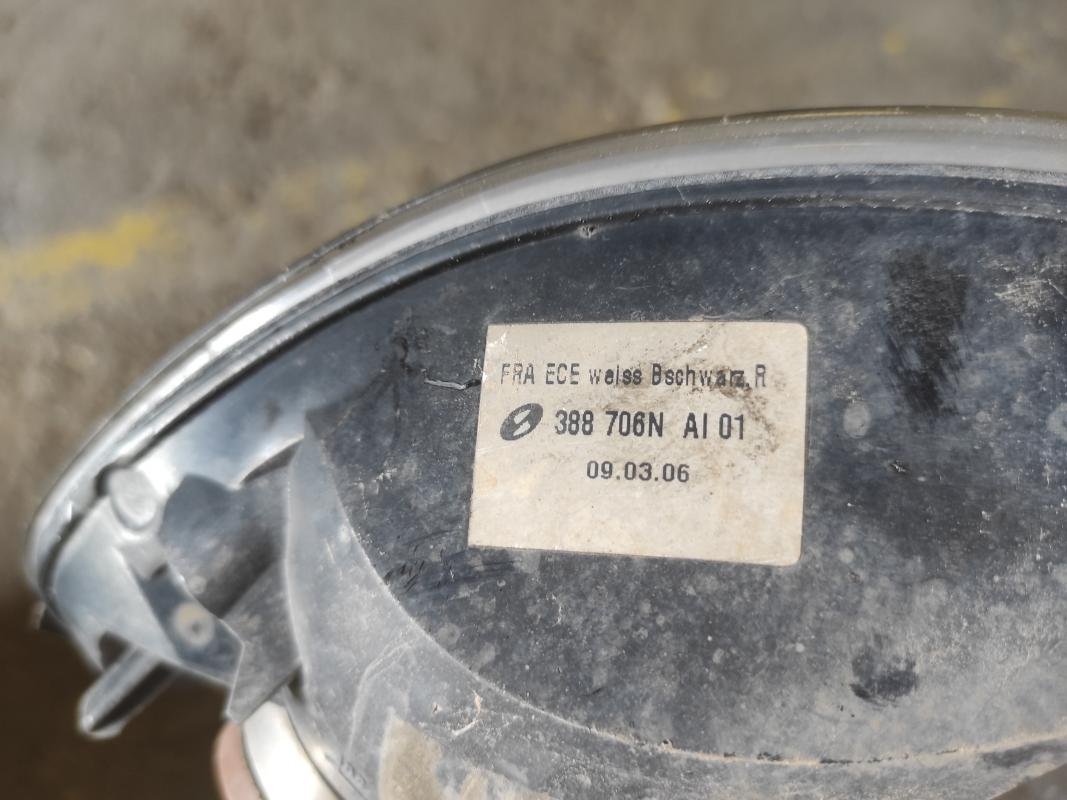 FRA ECE weiss Bschwarz.R
388 706N AI 01
09.03.06